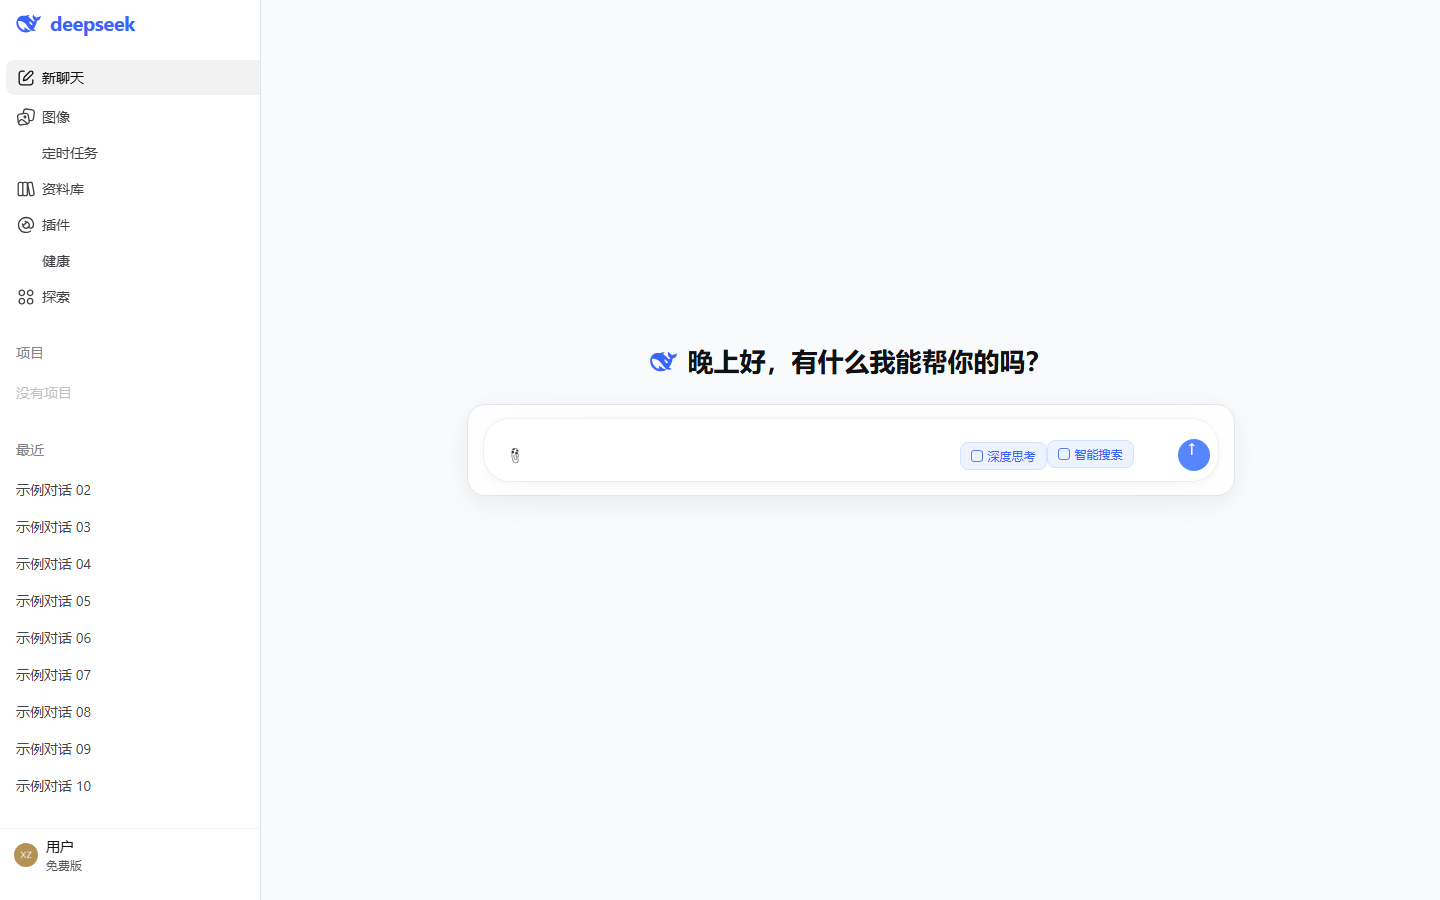 deepseek
新聊天
图像
定时任务
资料库
插件
健康
探索
项目
没有项目
最近
示例对话 02
示例对话 03
示例对话 04
示例对话 05
示例对话 06
示例对话 07
示例对话 08
示例对话 09
示例对话 10
XZ
用户
免费版
晚上好，有什么我能帮你的吗？
深度思考
智能搜索